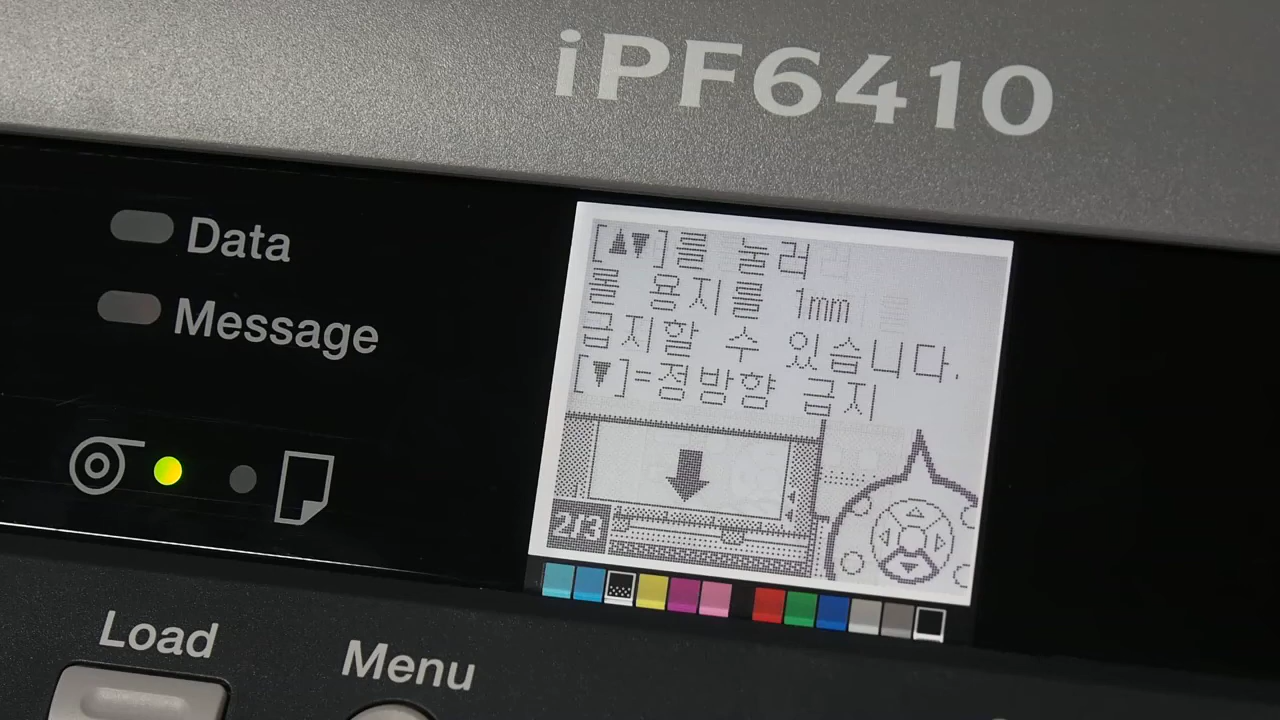 iPF6410
Data
Message
[▲▼]를 눌러
롤 용지를 1mm
급지할 수 있습니다.
[▼]=정방향 급지
2/3
Load
Menu